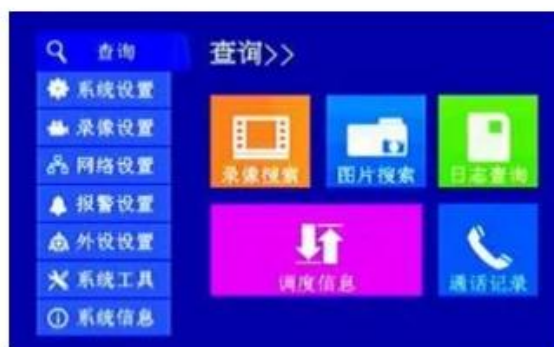 查询
系统设置
录像设置
网络设置
报警设置
外设设置
系统工具
系统信息
查询>>
录像搜索
图片搜索
日志查询
调度信息
通话记录